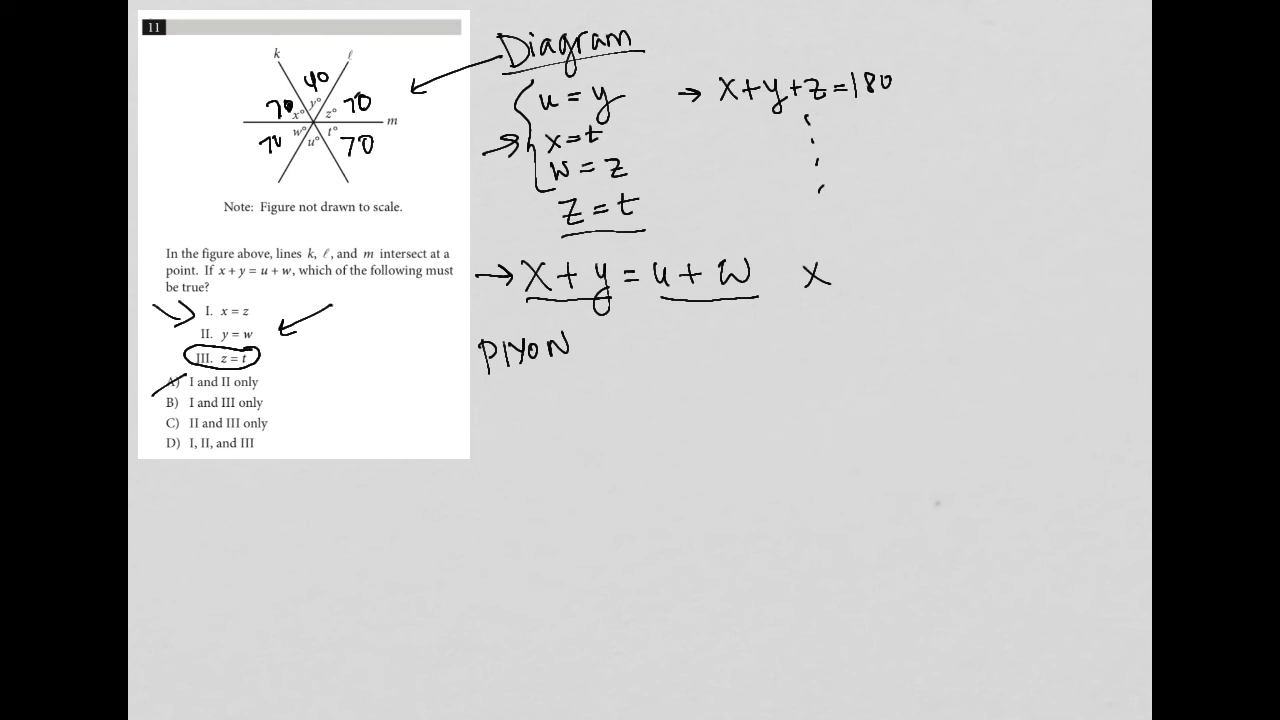 11
k
ℓ
40
70
70
y°
x°
z°
m
w°
t°
u°
70
70
Note: Figure not drawn to scale.
In the figure above, lines k, ℓ, and m intersect at a
point. If x + y = u + w, which of the following must
be true?
I. x = z
II. y = w
III. z = t
A) I and II only
B) I and III only
C) II and III only
D) I, II, and III
Diagram
u = y
x = t
w = z
z = t
→ x + y + z = 180
→ x + y = u + w
x
PIYON